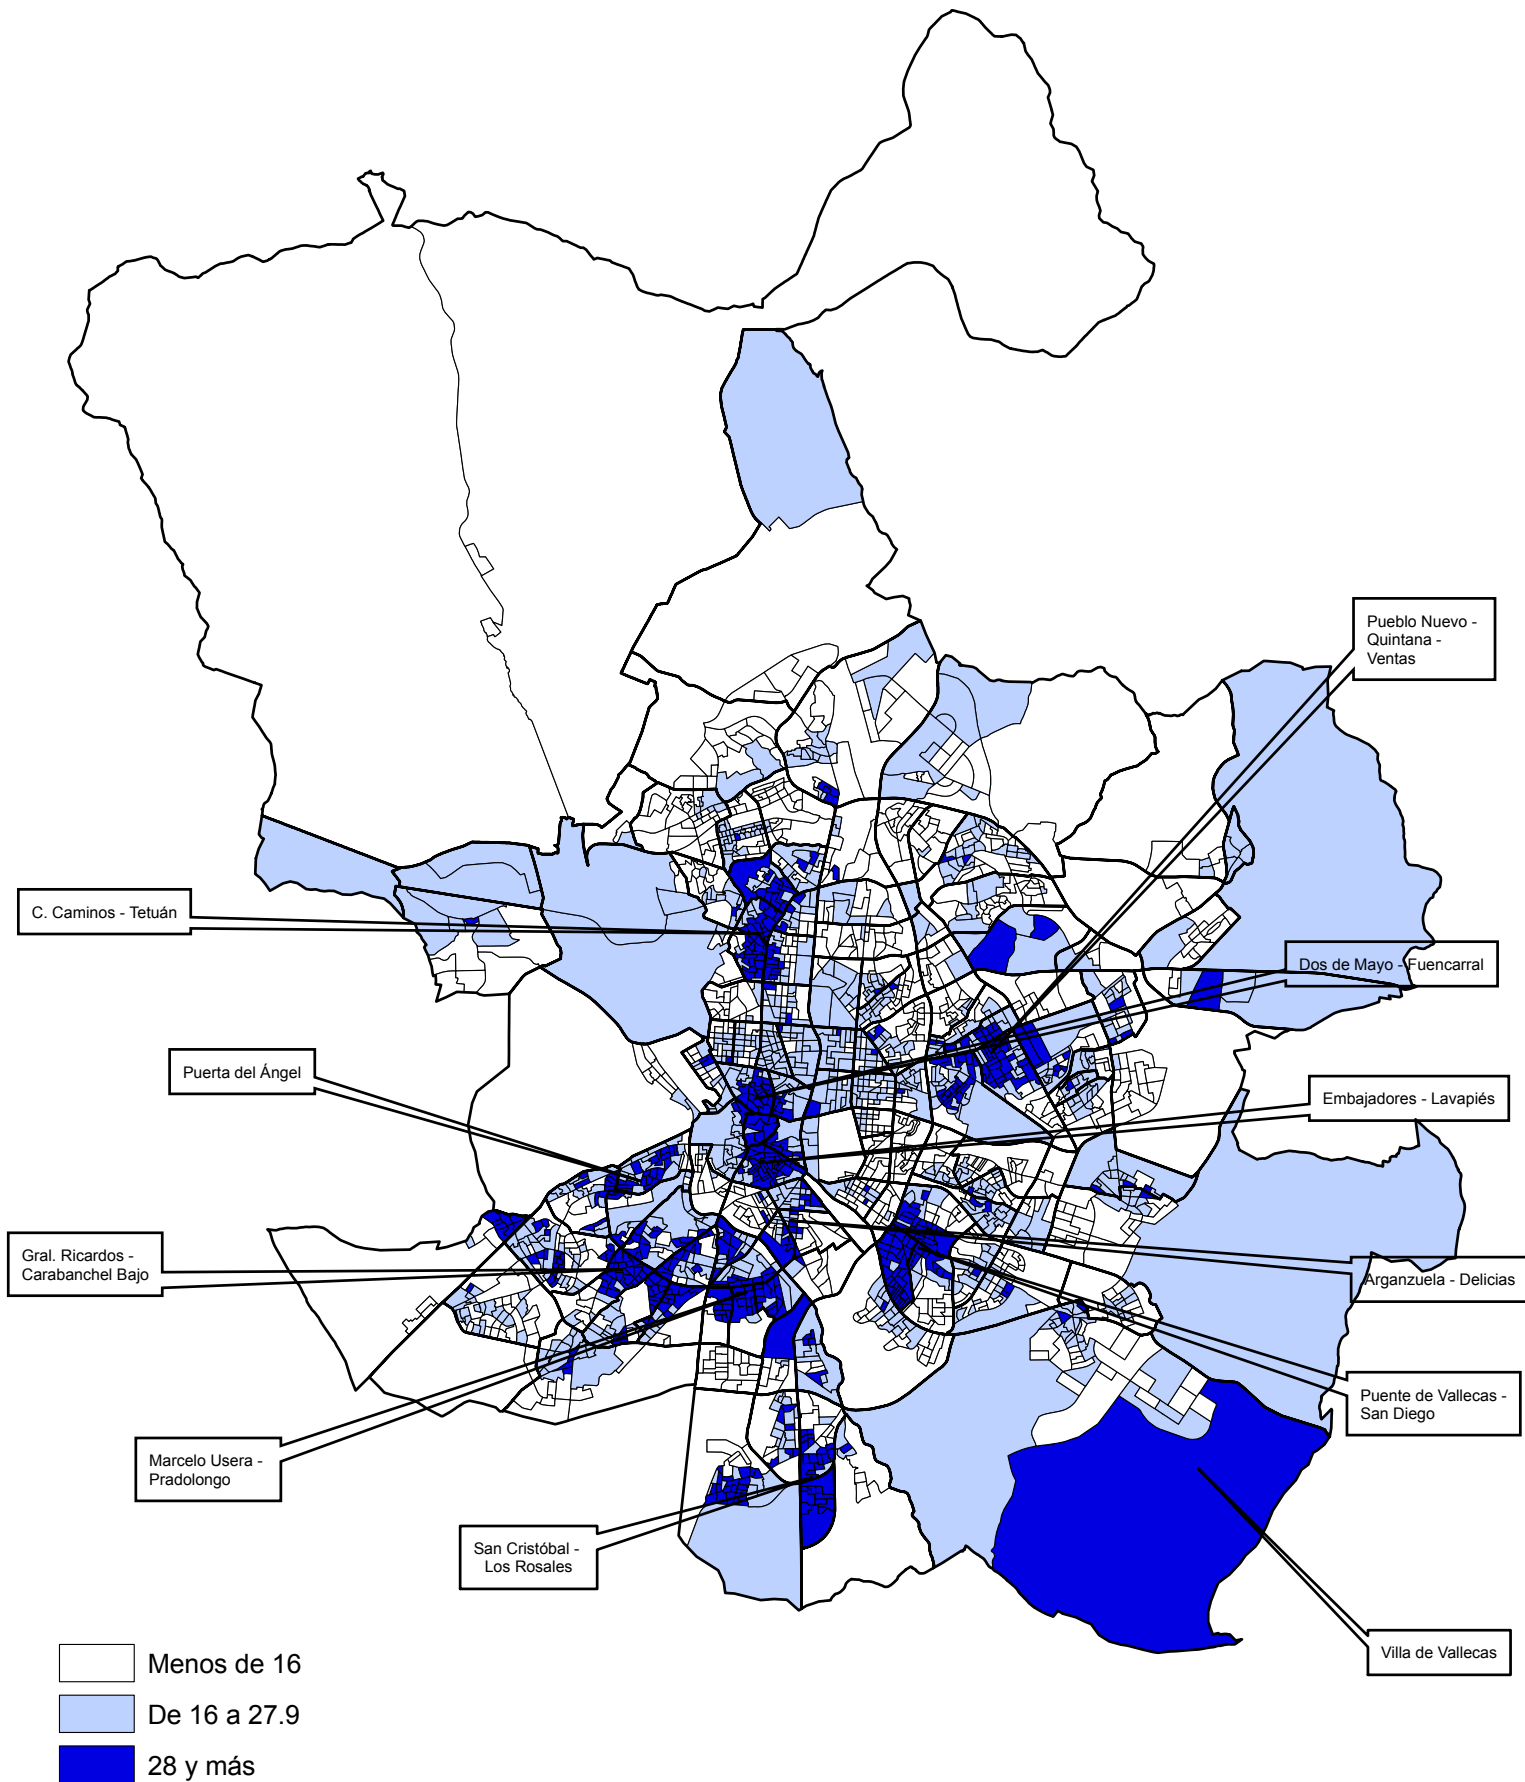 Pueblo Nuevo -
Quintana -
Ventas
C. Caminos - Tetuán
Dos de Mayo - Fuencarral
Puerta del Ángel
Embajadores - Lavapiés
Gral. Ricardos -
Carabanchel Bajo
Arganzuela - Delicias
Puente de Vallecas -
San Diego
Marcelo Usera -
Pradolongo
San Cristóbal -
Los Rosales
Villa de Vallecas
Menos de 16
De 16 a 27.9
28 y más